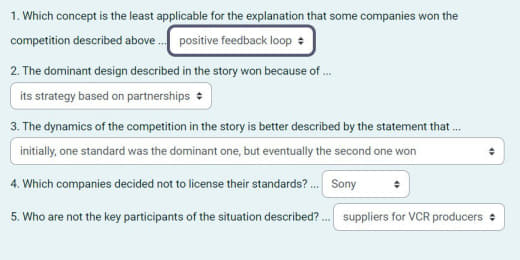 1. Which concept is the least applicable for the explanation that some companies won the
competition described above ... positive feedback loop
2. The dominant design described in the story won because of ...
its strategy based on partnerships
3. The dynamics of the competition in the story is better described by the statement that ...
initially, one standard was the dominant one, but eventually the second one won
4. Which companies decided not to license their standards? ... Sony
5. Who are not the key participants of the situation described? ... suppliers for VCR producers